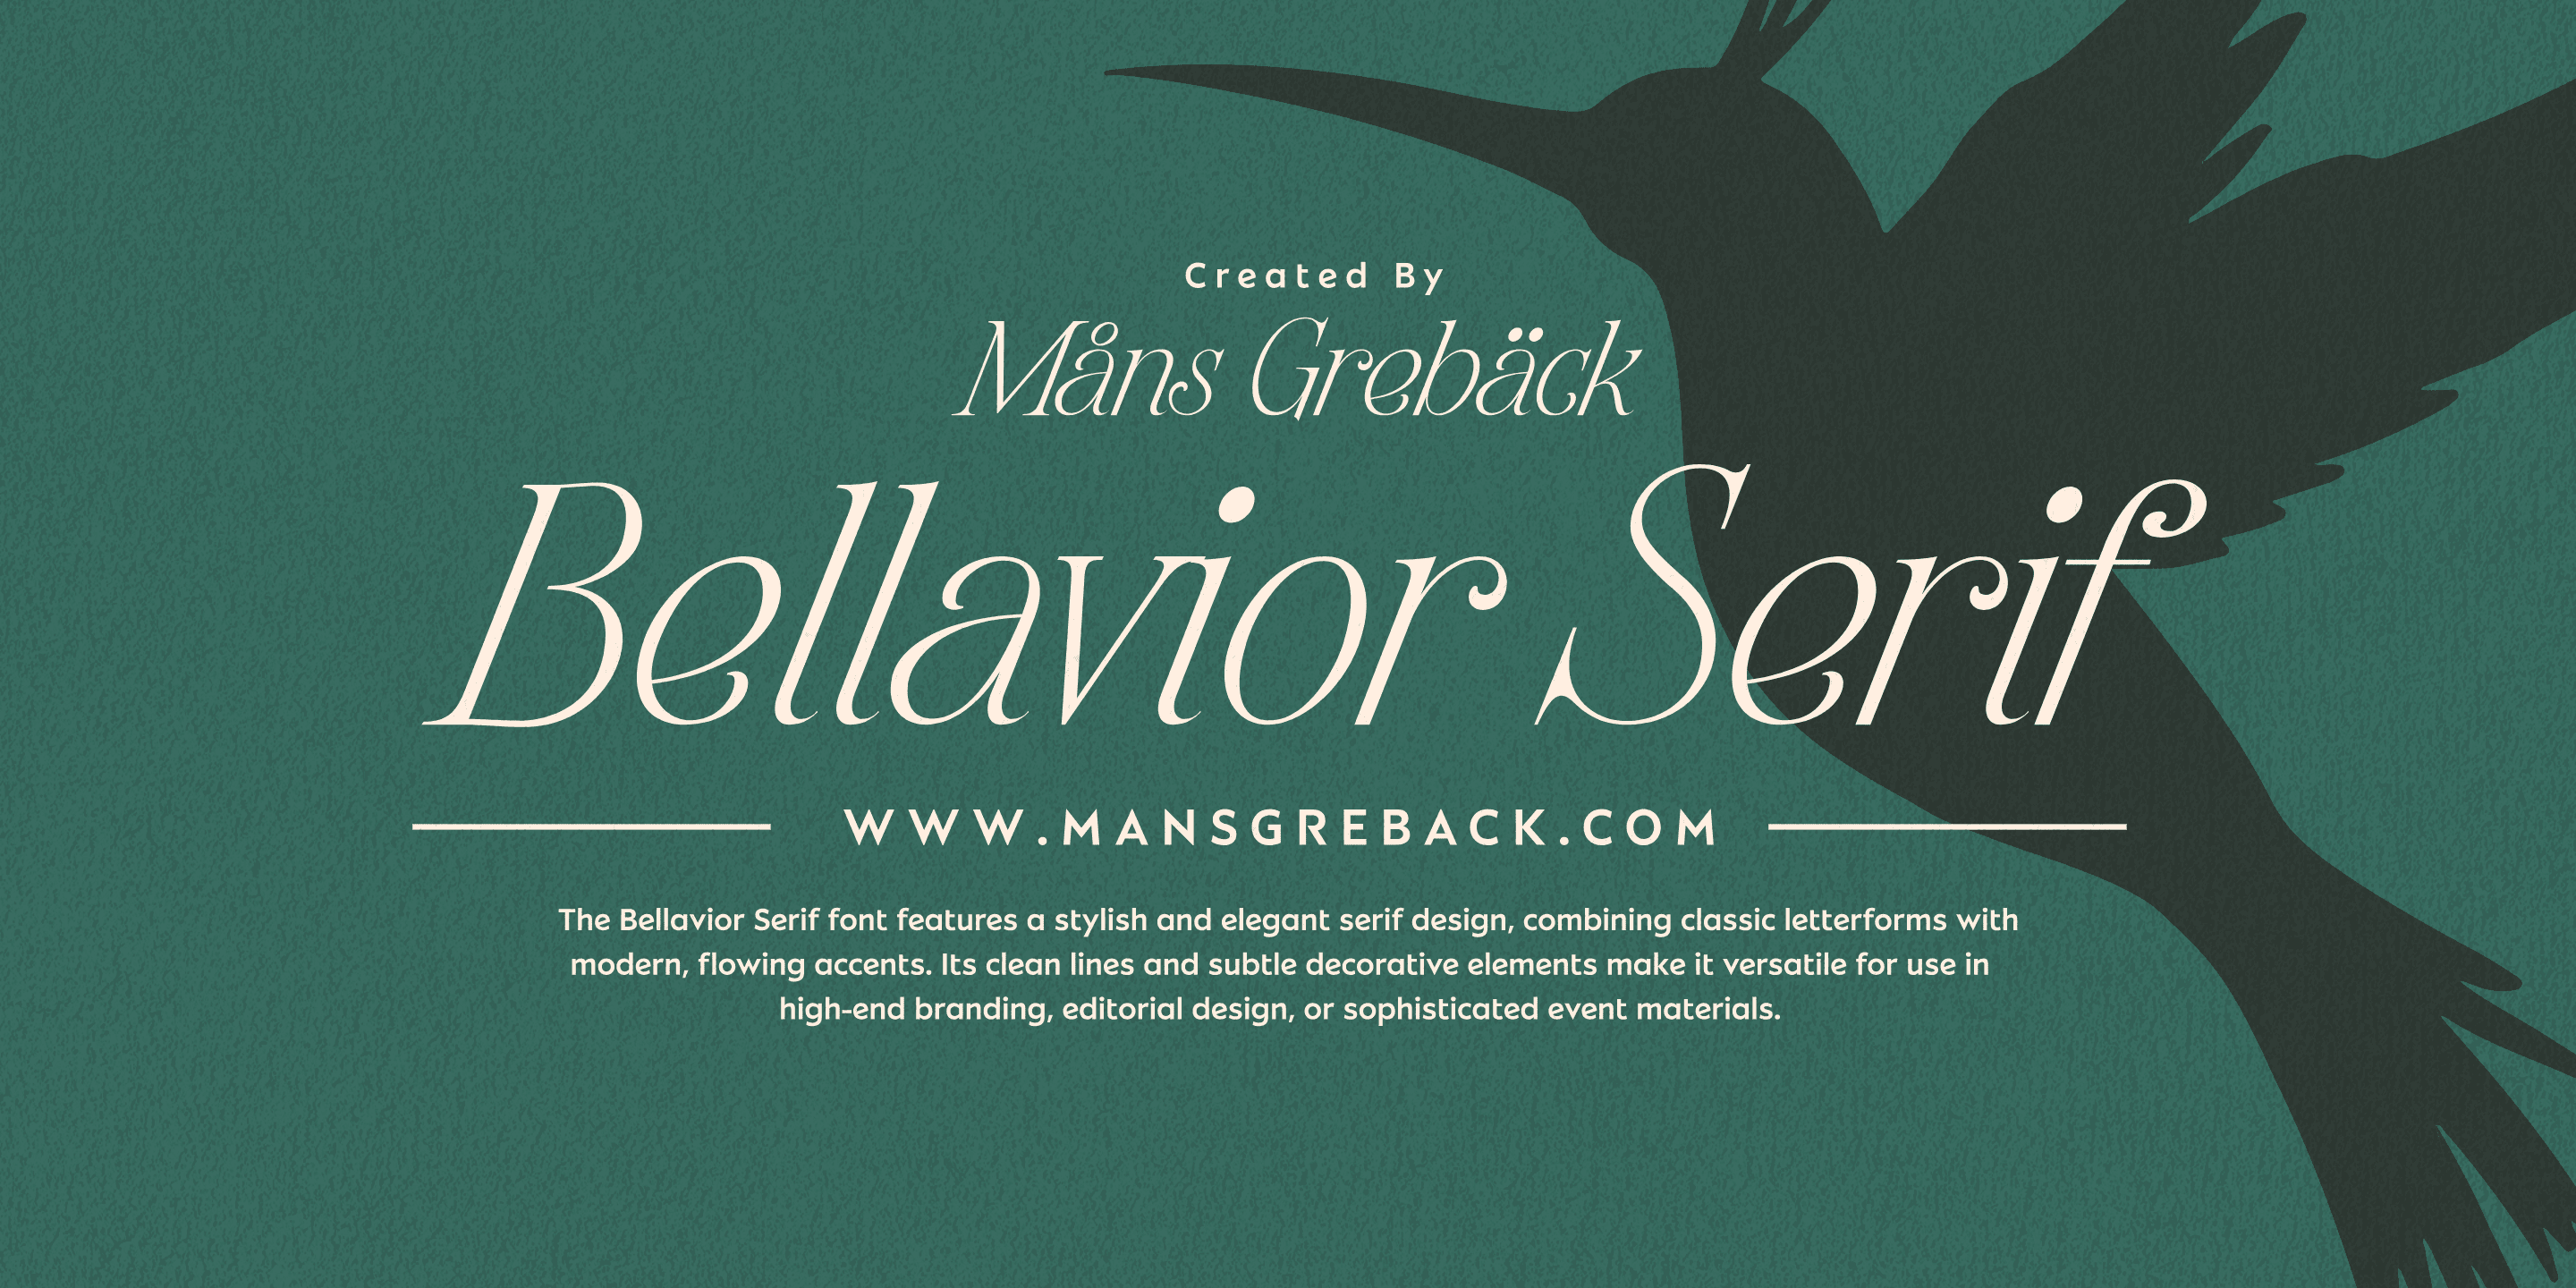 Created By
Måns Grebäck
Bellavior Serif
WWW.MANSGREBACK.COM
The Bellavior Serif font features a stylish and elegant serif design, combining classic letterforms with
modern, flowing accents. Its clean lines and subtle decorative elements make it versatile for use in
high-end branding, editorial design, or sophisticated event materials.